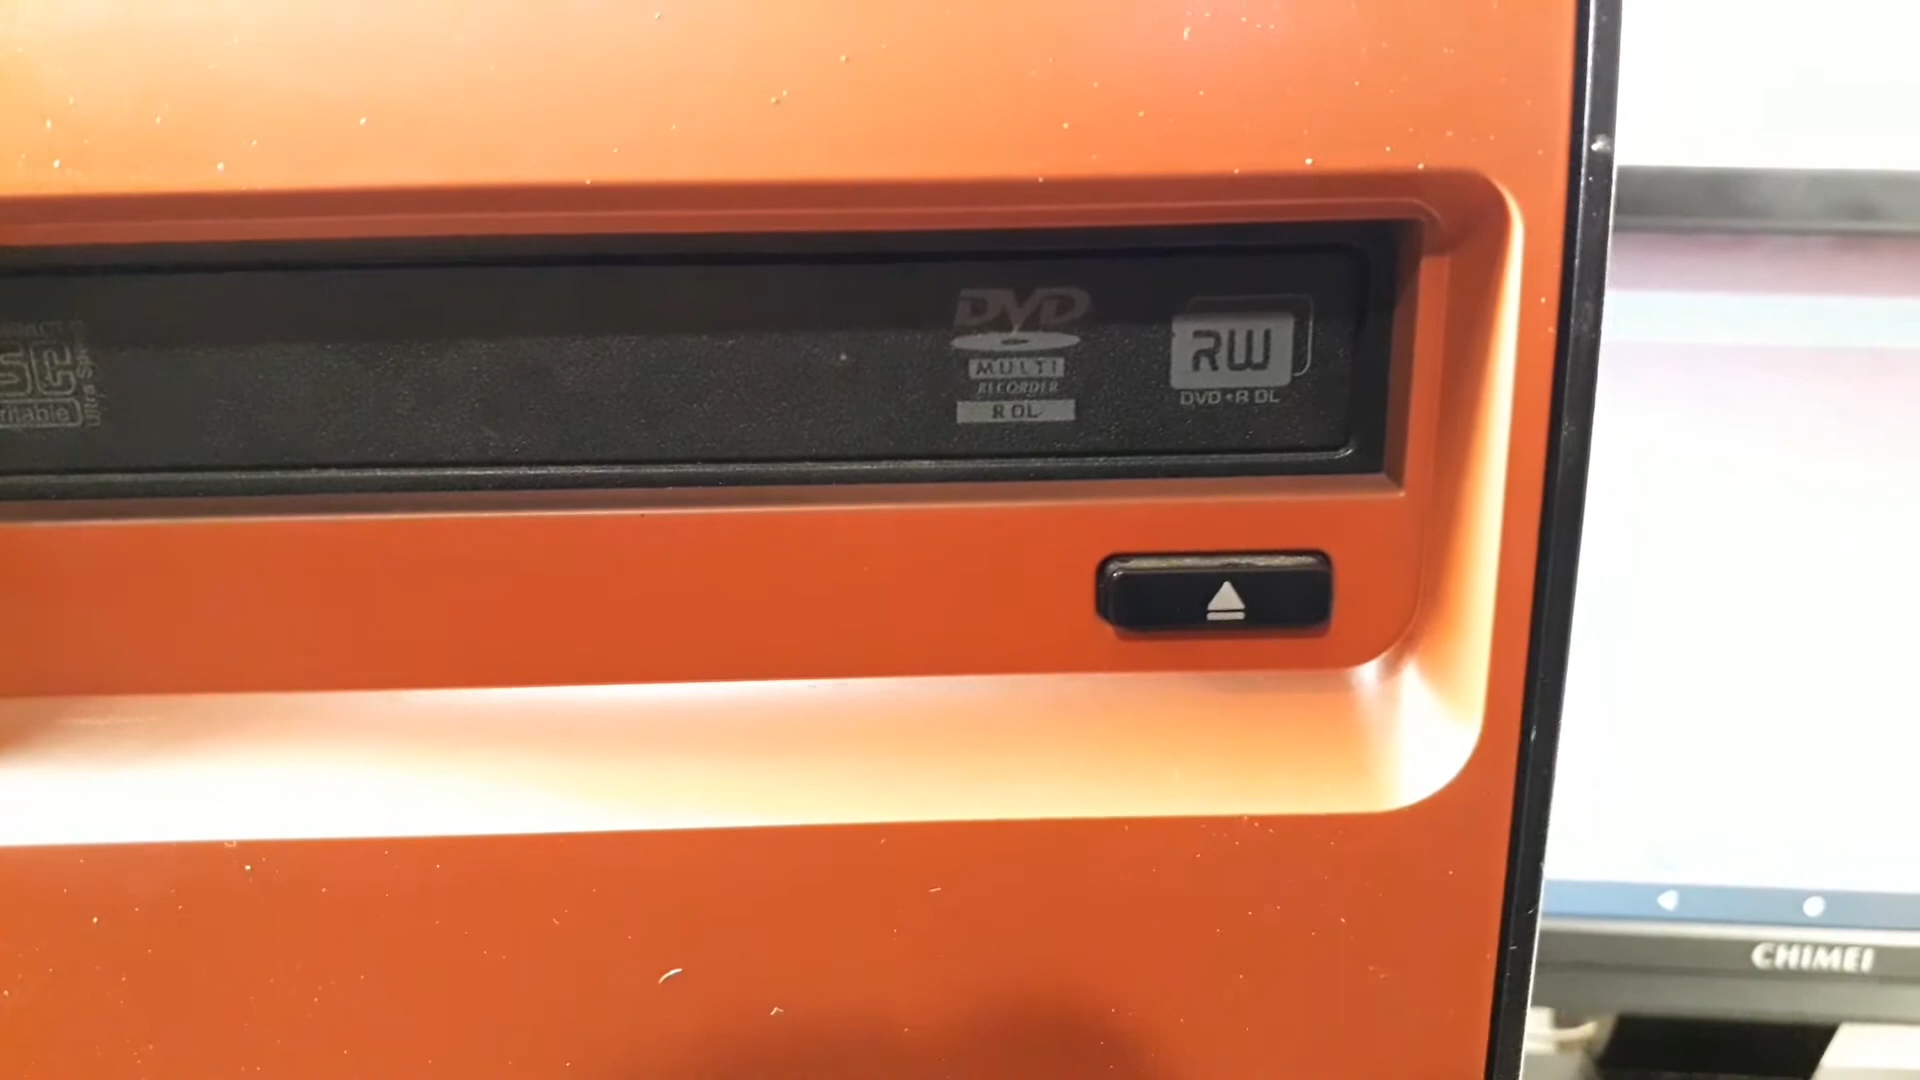 DVD
MULTI
RECORDER
R DL
RW
DVD+R DL
CHIMEI